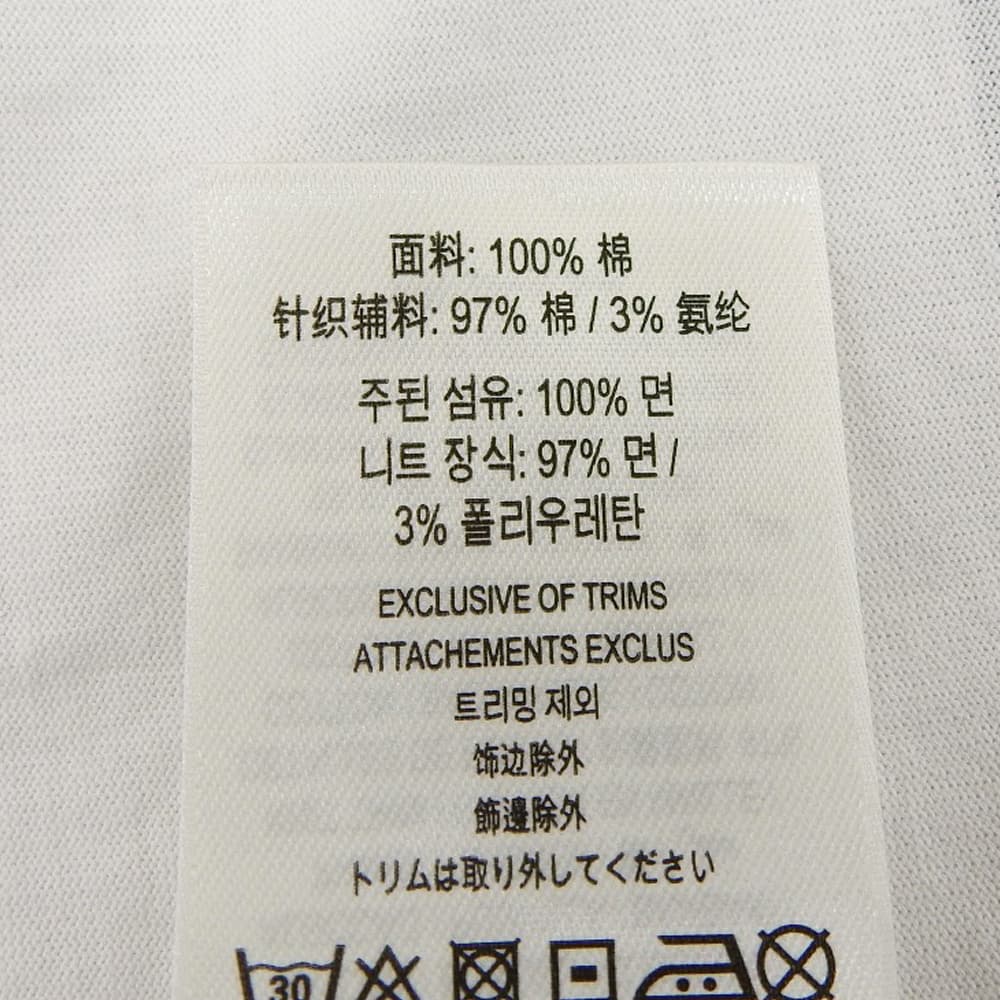 面料: 100% 棉
针织辅料: 97% 棉 / 3% 氨纶
주된 섬유: 100% 면
니트 장식: 97% 면 /
3% 폴리우레탄
EXCLUSIVE OF TRIMS
ATTACHEMENTS EXCLUS
트리밍 제외
饰边除外
飾邊除外
トリムは取り外してください
30